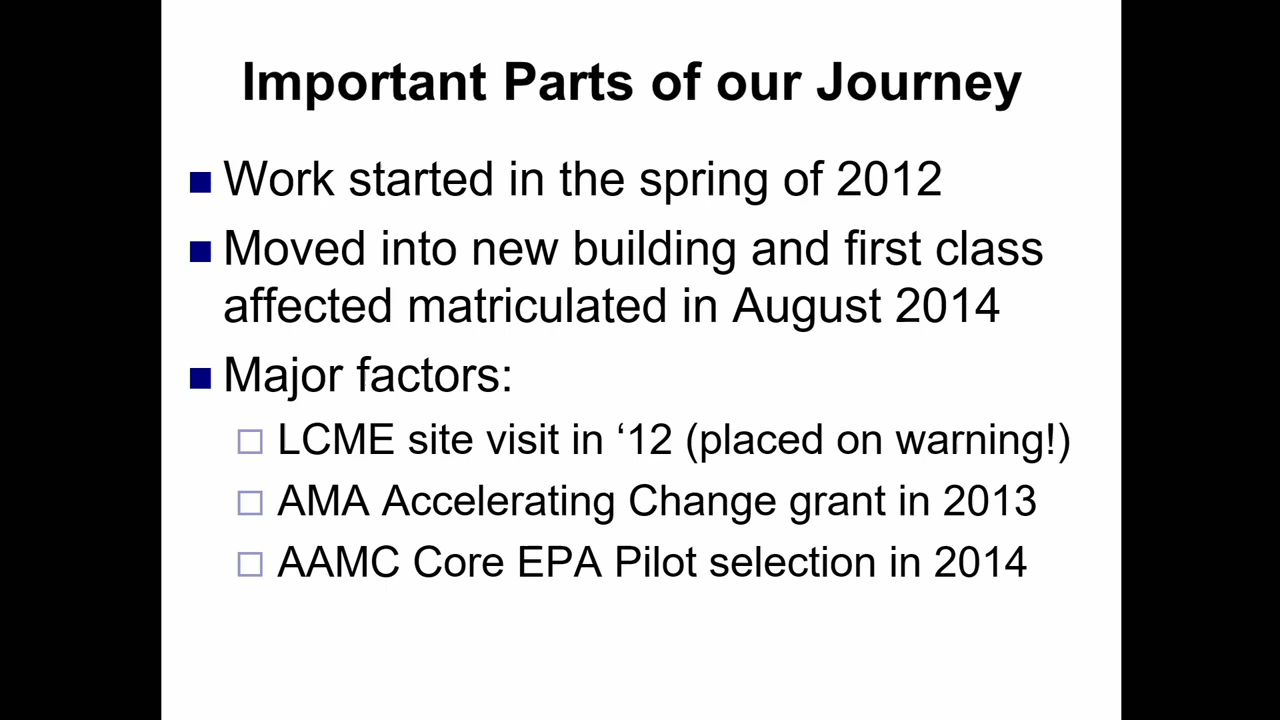 Important Parts of our Journey
Work started in the spring of 2012
Moved into new building and first class
affected matriculated in August 2014
Major factors:
LCME site visit in ‘12 (placed on warning!)
AMA Accelerating Change grant in 2013
AAMC Core EPA Pilot selection in 2014